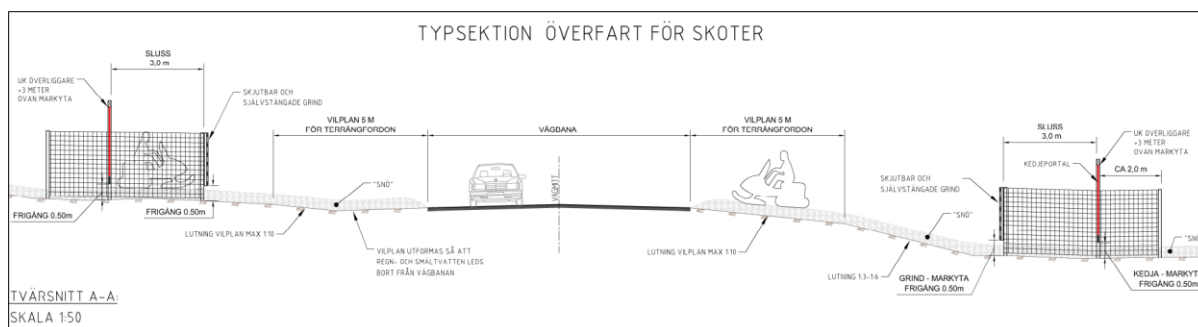 TYPSEKTION ÖVERFART FÖR SKOTER
SLUSS
3,0 m
UK ÖVERLIGGARE
>3 METER
OVAN MARKYTA
SKJUTBAR OCH
SJÄLVSTÄNGADE GRIND
VILPLAN 5 M
FÖR TERRÄNGFORDON
VÄGBANA
VILPLAN 5 M
FÖR TERRÄNGFORDON
SLUSS
3,0 m
UK ÖVERLIGGARE
>3 METER
OVAN MARKYTA
KEDJEPORTAL
CA 2,0 m
SKJUTBAR OCH
SJÄLVSTÄNGADE GRIND
VÄGMITT
"SNÖ"
"SNÖ"
"SNÖ"
FRIGÅNG 0.50m
FRIGÅNG 0.50m
LUTNING VILPLAN MAX 1:10
VILPLAN UTFORMAS SÅ ATT
REGN- OCH SMÄLTVATTEN LEDS
BORT FRÅN VÄGBANAN
LUTNING VILPLAN MAX 1:10
LUTNING 1:3-1:6
GRIND - MARKYTA
FRIGÅNG 0.50m
KEDJA - MARKYT
FRIGÅNG 0.50m
TVÄRSNITT A-A:
SKALA 1:50